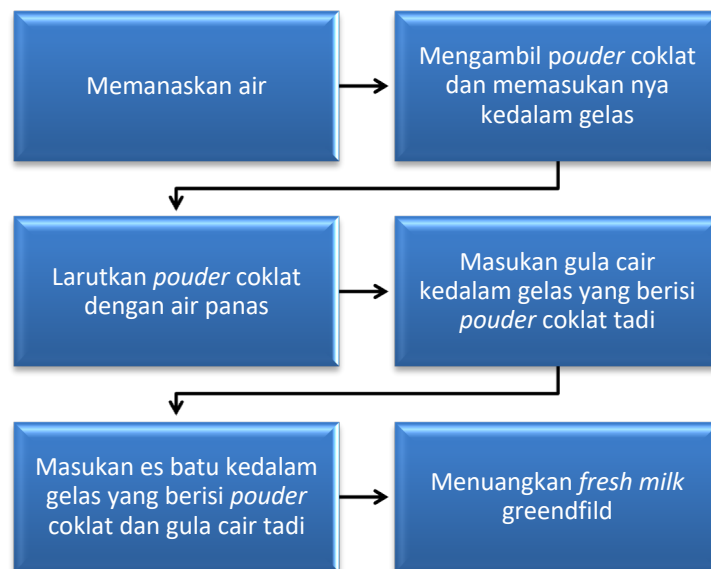 Memanaskan air
Mengambil pouder coklat
dan memasukan nya
kedalam gelas
Larutkan pouder coklat
dengan air panas
Masukan gula cair
kedalam gelas yang berisi
pouder coklat tadi
Masukan es batu kedalam
gelas yang berisi pouder
coklat dan gula cair tadi
Menuangkan fresh milk
greendfild